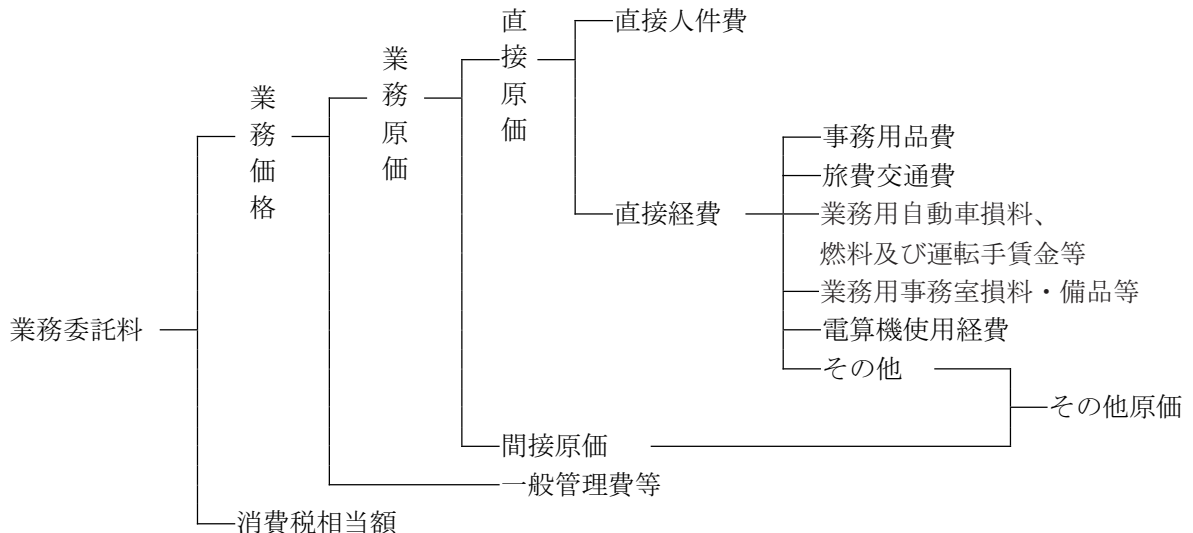 直接原価
直接人件費
業務原価
業務価格
事務用品費
旅費交通費
直接経費
業務用自動車損料、
燃料及び運転手賃金等
業務用事務室損料・備品等
業務委託料
電算機使用経費
その他
その他原価
間接原価
一般管理費等
消費税相当額